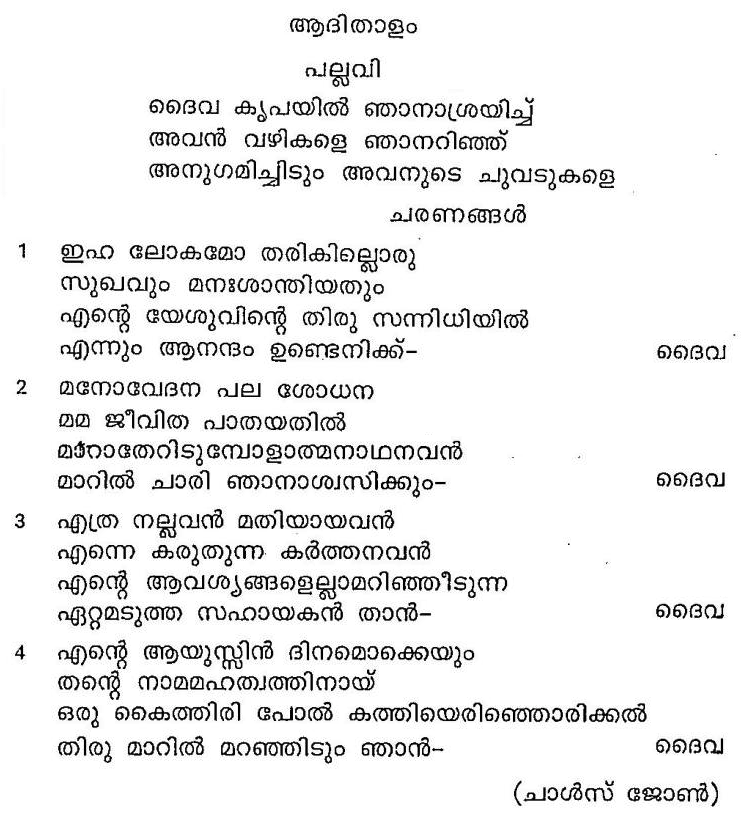 ആദിതാളം
പല്ലവി
ദൈവ കൃപയിൽ ഞാനാശ്രയിച്ച്
അവൻ വഴികളെ ഞാനറിഞ്ഞ്
അനുഗമിച്ചിടും അവനുടെ ചുവടുകളെ
ചരണങ്ങൾ
1 ഇഹ ലോകമോ തരികില്ലൊരു
സുഖവും മനഃശാന്തിയതും
എന്റെ യേശുവിന്റെ തിരു സന്നിധിയിൽ
എന്നും ആനന്ദം ഉണ്ടെനിക്ക്- ദൈവ
2 മനോവേദന പല ശോധന
മമ ജീവിത പാതയതിൽ
മാറാതേറിടുമ്പോളാത്മനാഥനവൻ
മാറിൽ ചാരി ഞാനാശ്വസിക്കും- ദൈവ
3 എത്ര നല്ലവൻ മതിയായവൻ
എന്നെ കരുതുന്ന കർത്തനവൻ
എന്റെ ആവശ്യങ്ങളെല്ലാമറിഞ്ഞീടുന്ന
ഏറ്റമടുത്ത സഹായകൻ താൻ- ദൈവ
4 എന്റെ ആയുസ്സിൻ ദിനമൊക്കെയും
തന്റെ നാമമഹത്വത്തിനായ്
ഒരു കൈത്തിരി പോൽ കത്തിയെരിഞ്ഞൊരിക്കൽ
തിരു മാറിൽ മറഞ്ഞിടും ഞാൻ- ദൈവ
(ചാൾസ് ജോൺ)